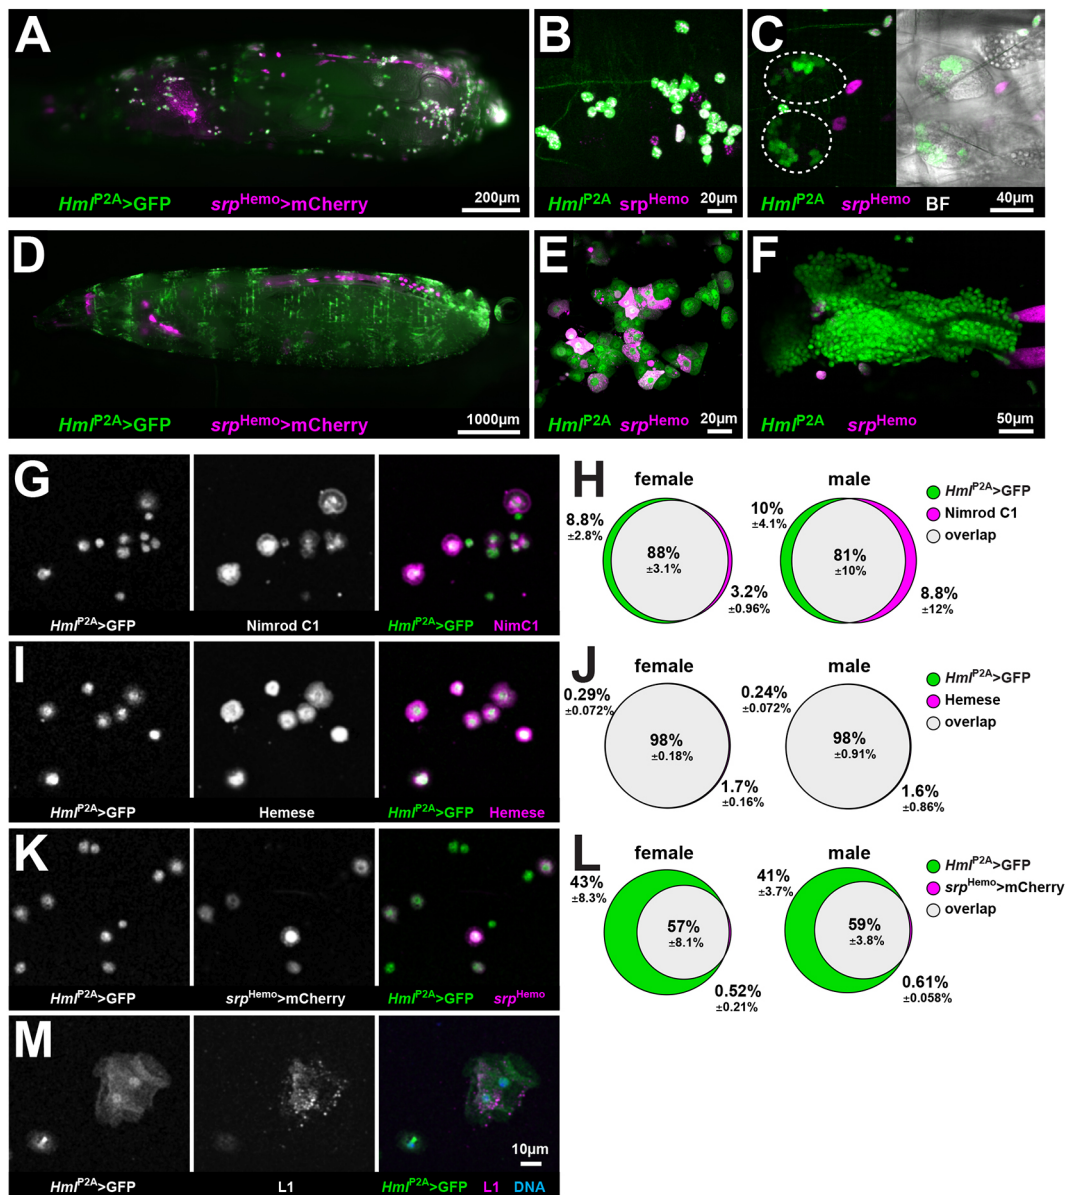 A
Hml^P2A>GFP srp^Hemo>mCherry 200µm
B
Hml^P2A srp^Hemo 20µm
C
Hml^P2A srp^Hemo BF 40µm
D
Hml^P2A>GFP srp^Hemo>mCherry 1000µm
E
Hml^P2A srp^Hemo 20µm
F
Hml^P2A srp^Hemo 50µm
G
Hml^P2A>GFP Nimrod C1 Hml^P2A>GFP NimC1
H
female male
8.8%
±2.8%
88%
±3.1%
3.2%
±0.96%
10%
±4.1%
81%
±10%
8.8%
±12%
Hml^P2A>GFP
Nimrod C1
overlap
I
Hml^P2A>GFP Hemese Hml^P2A>GFP Hemese
J
female male
0.29%
±0.072%
98%
±0.18%
1.7%
±0.16%
0.24%
±0.072%
98%
±0.91%
1.6%
±0.86%
Hml^P2A>GFP
Hemese
overlap
K
Hml^P2A>GFP srp^Hemo>mCherry Hml^P2A>GFP srp^Hemo
L
female male
43%
±8.3%
57%
±8.1%
0.52%
±0.21%
41%
±3.7%
59%
±3.8%
0.61%
±0.058%
Hml^P2A>GFP
srp^Hemo>mCherry
overlap
M
10µm
Hml^P2A>GFP L1 Hml^P2A>GFP L1 DNA